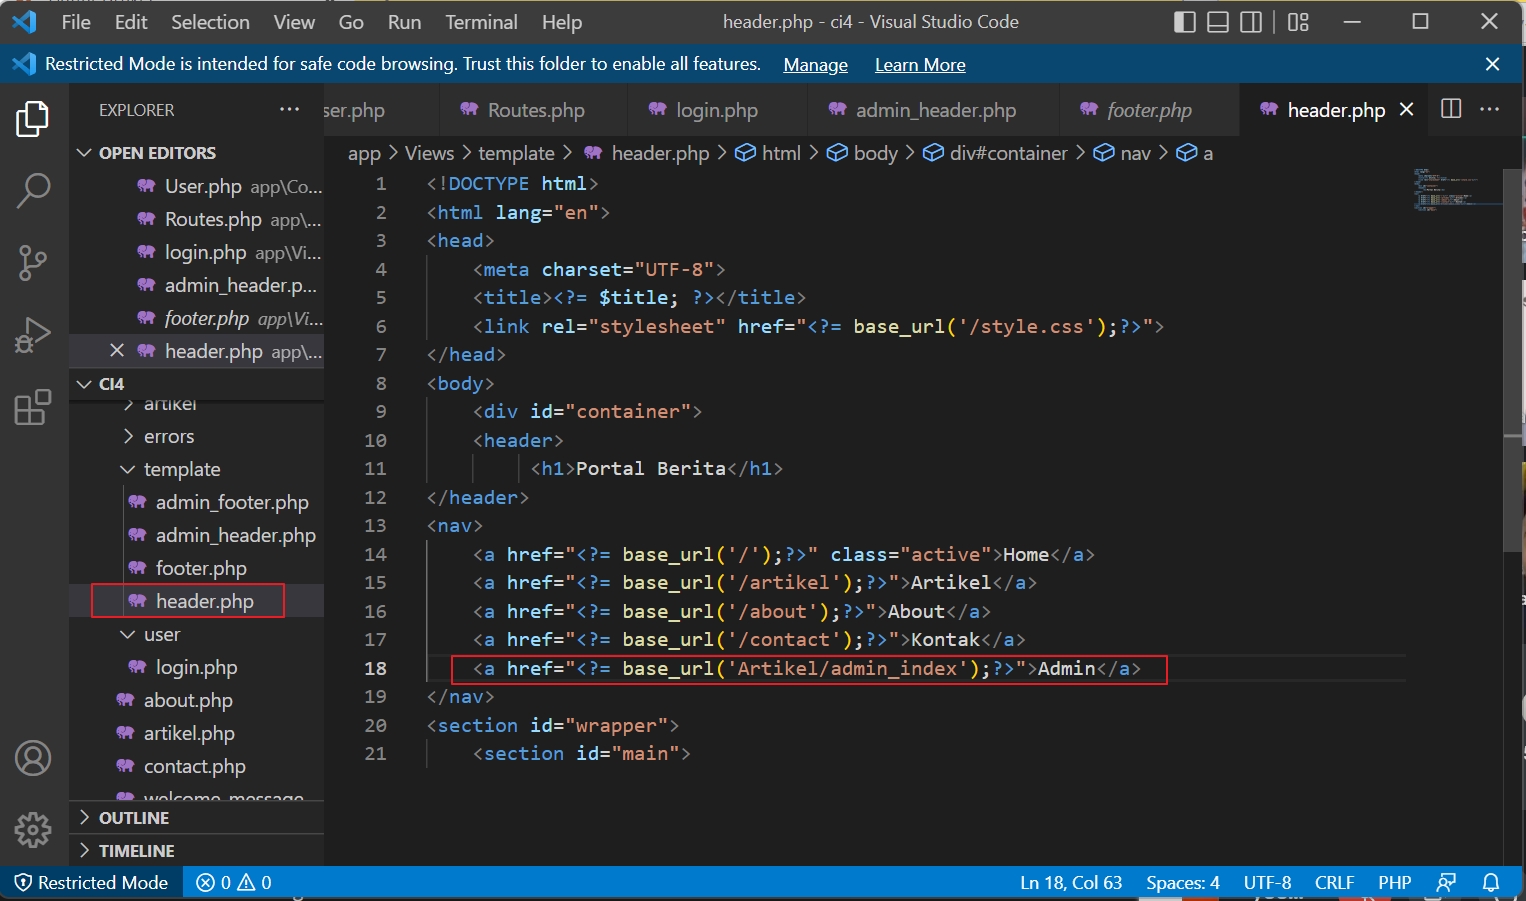 File Edit Selection View Go Run Terminal Help header.php - ci4 - Visual Studio Code
Restricted Mode is intended for safe code browsing. Trust this folder to enable all features. Manage Learn More
EXPLORER ··· ser.php Routes.php login.php admin_header.php footer.php header.php ···
OPEN EDITORS
User.php app\Co...
Routes.php app\...
login.php app\Vi...
admin_header.p...
footer.php app\Vi...
header.php app\...
CI4
artikel
errors
template
admin_footer.php
admin_header.php
footer.php
header.php
user
login.php
about.php
artikel.php
contact.php
welcome_message
OUTLINE
TIMELINE
app > Views > template > header.php > html > body > div#container > nav > a
1 <!DOCTYPE html>
2 <html lang="en">
3 <head>
4 <meta charset="UTF-8">
5 <title><?= $title; ?></title>
6 <link rel="stylesheet" href="<?= base_url('/style.css');?>">
7 </head>
8 <body>
9 <div id="container">
10 <header>
11 <h1>Portal Berita</h1>
12 </header>
13 <nav>
14 <a href="<?= base_url('/');?>" class="active">Home</a>
15 <a href="<?= base_url('/artikel');?>">Artikel</a>
16 <a href="<?= base_url('/about');?>">About</a>
17 <a href="<?= base_url('/contact');?>">Kontak</a>
18 <a href="<?= base_url('Artikel/admin_index');?>">Admin</a>
19 </nav>
20 <section id="wrapper">
21 <section id="main">
Restricted Mode 0 0 Ln 18, Col 63 Spaces: 4 UTF-8 CRLF PHP